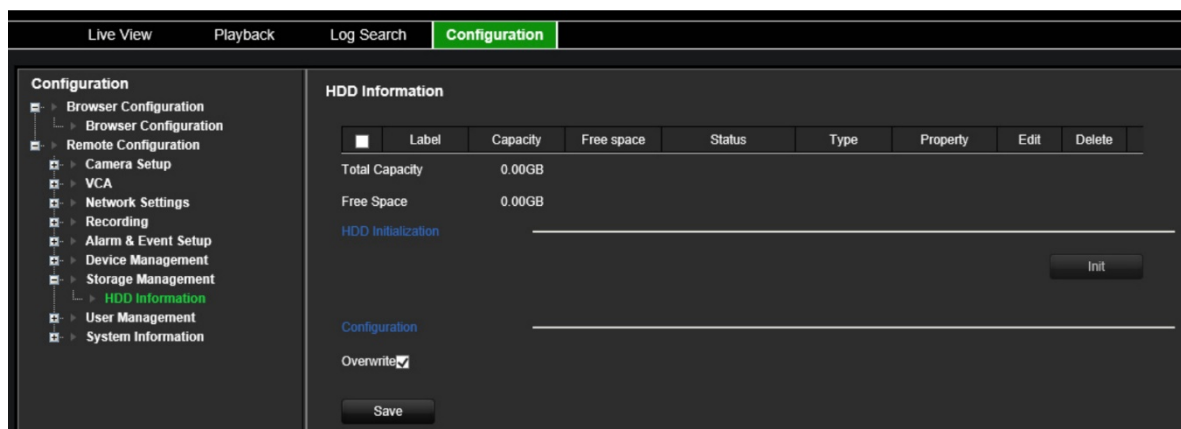 Live View Playback Log Search Configuration
Configuration
Browser Configuration
Browser Configuration
Remote Configuration
Camera Setup
VCA
Network Settings
Recording
Alarm & Event Setup
Device Management
Storage Management
HDD Information
User Management
System Information
HDD Information
Label Capacity Free space Status Type Property Edit Delete
Total Capacity 0.00GB
Free Space 0.00GB
HDD Initialization
Init
Configuration
Overwrite
Save